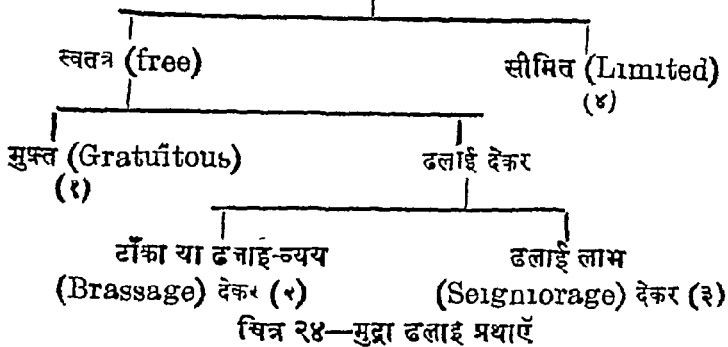 स्वतत्र (free) सीमित (Limited)
(४)
मुफ्त (Gratuitous) ढलाई देकर
(१)
टाँका या ढलाई-व्यय ढलाई लाभ
(Brassage) देकर (२) (Seigniorage) देकर (३)
चित्र २४—मुद्रा ढलाई प्रथाएँ